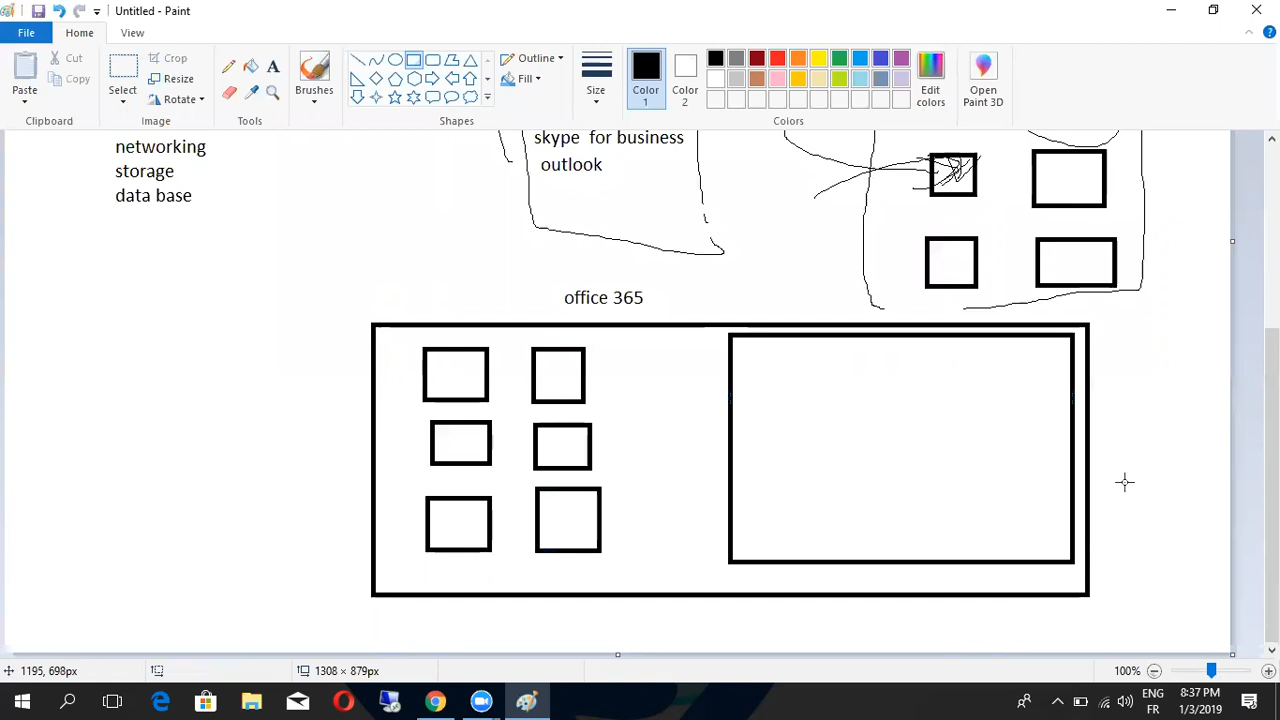 Untitled - Paint
File
Home
View
Paste
Cut
Copy
Clipboard
Select
Crop
Resize
Rotate
Image
Tools
Brushes
Shapes
Outline
Fill
Size
Color
1
Color
2
Colors
Edit
colors
Open
Paint 3D
networking
storage
data base
skype for business
outlook
office 365
1195, 698px
1308 × 879px
100%
ENG
FR
8:37 PM
1/3/2019